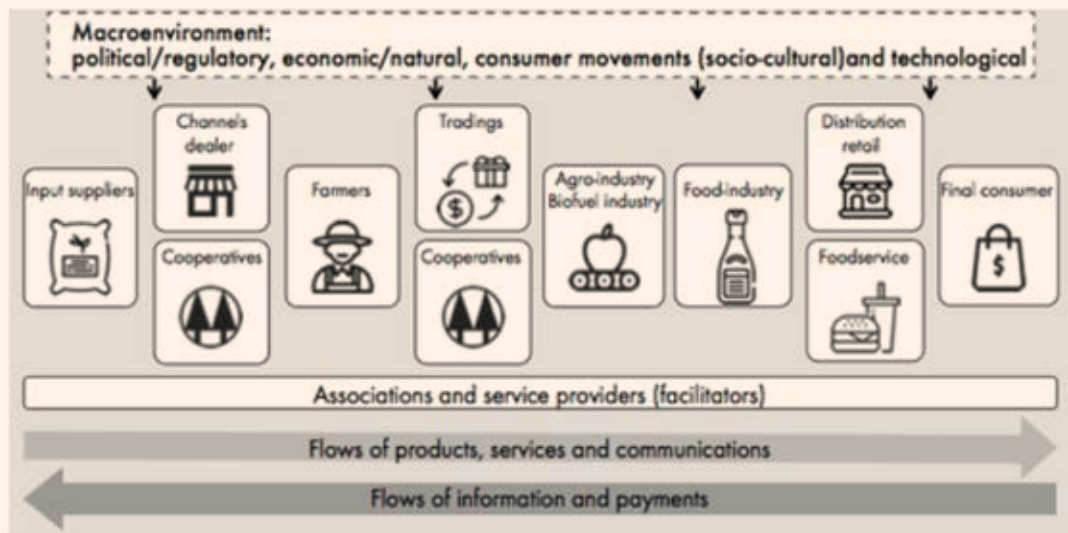 Macroenvironment:
political/regulatory, economic/natural, consumer movements (socio-cultural)and technological
Input suppliers
Channels
dealer
Cooperatives
Farmers
Tradings
$
Cooperatives
Agro-industry
Biofuel industry
Food-industry
Distribution
retail
Foodservice
Final consumer
$
Associations and service providers (facilitators)
Flows of products, services and communications
Flows of information and payments